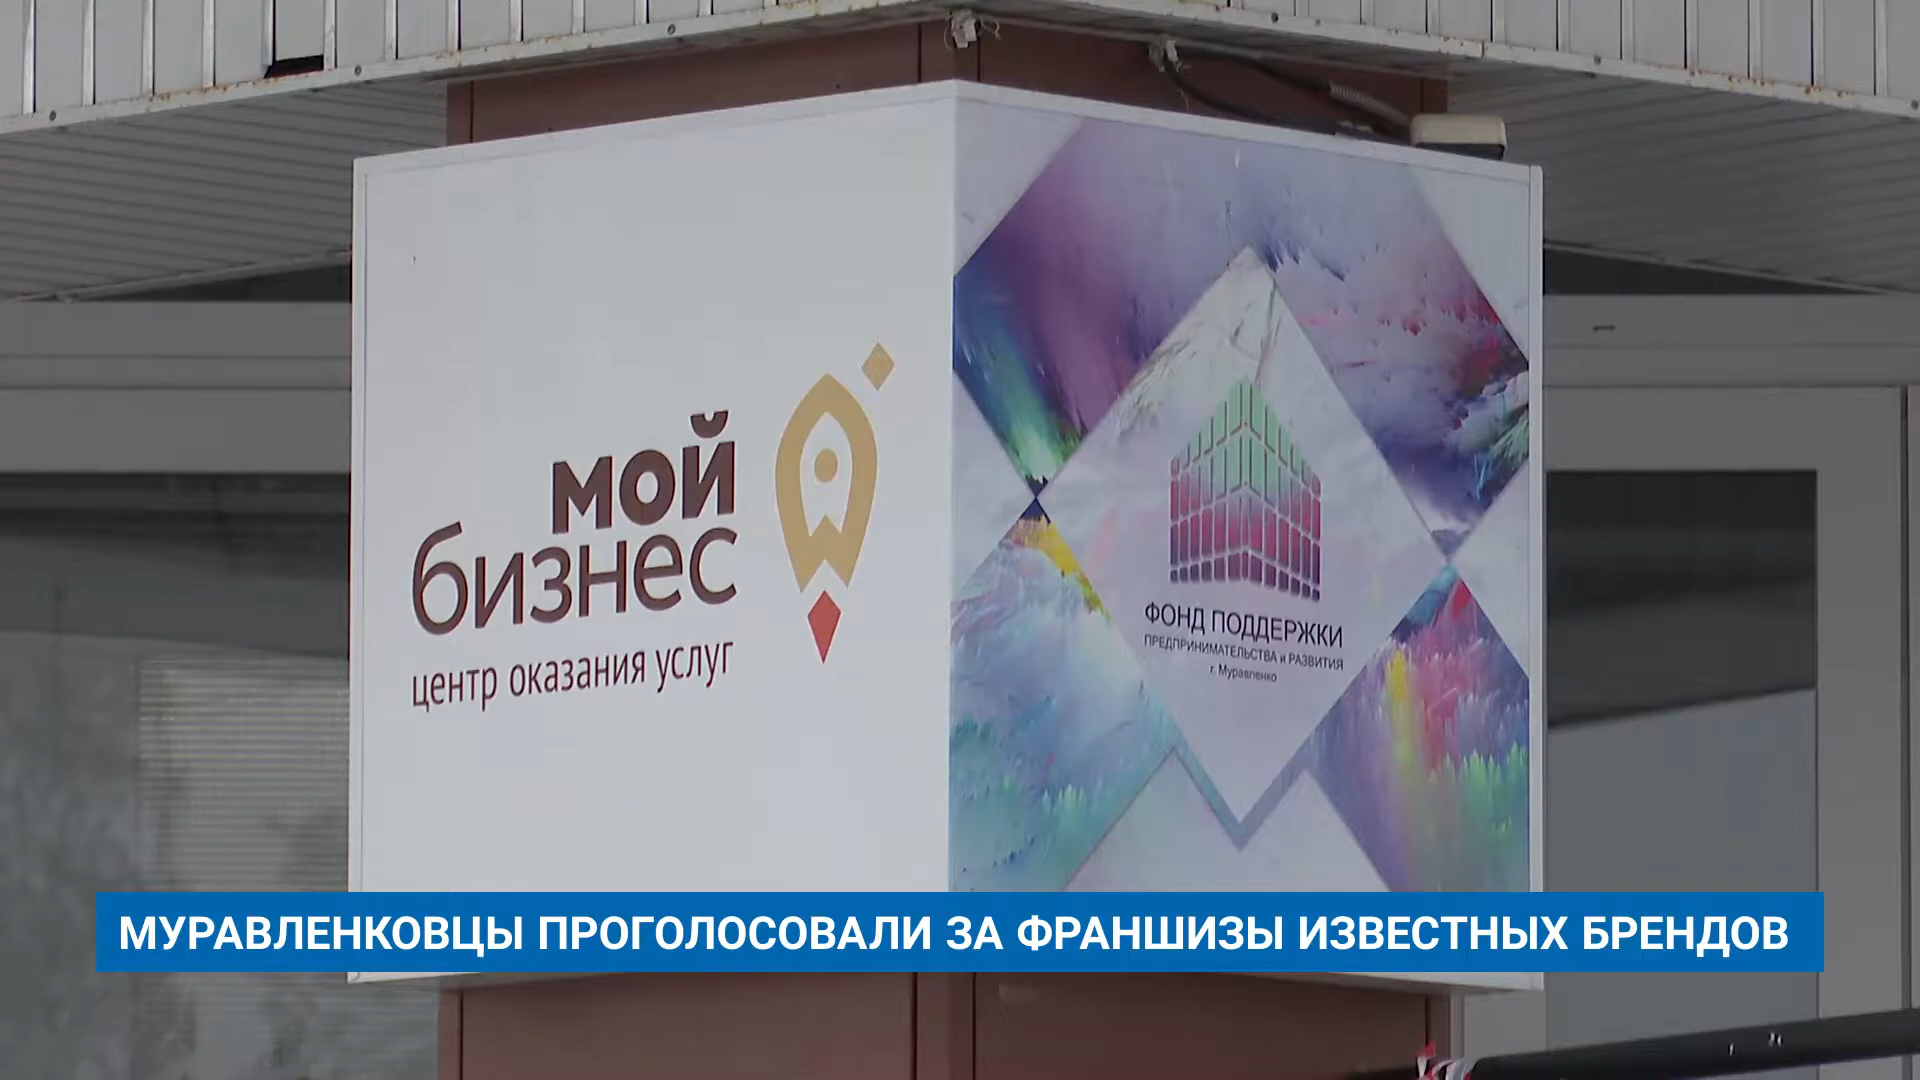 мой
бизнес
центр оказания услуг
ФОНД ПОДДЕРЖКИ
ПРЕДПРИНИМАТЕЛЬСТВА и РАЗВИТИЯ
г. Муравленко
МУРАВЛЕНКОВЦЫ ПРОГОЛОСОВАЛИ ЗА ФРАНШИЗЫ ИЗВЕСТНЫХ БРЕНДОВ